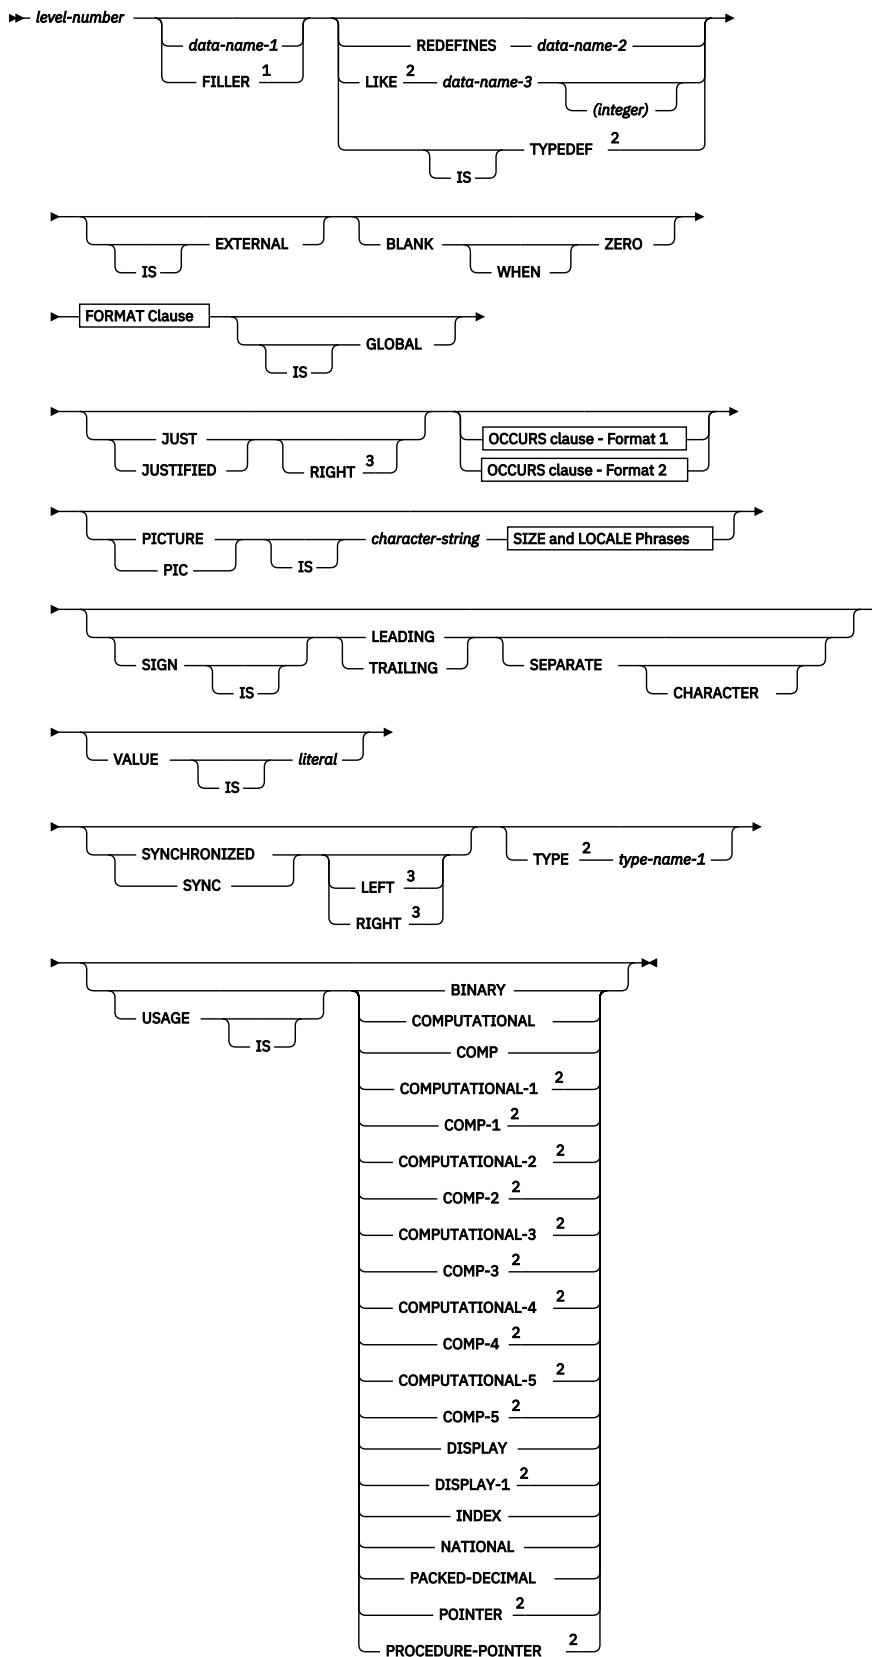 level-number
data-name-1
FILLER 1
REDEFINES data-name-2
LIKE 2 data-name-3
(integer)
TYPEDEF 2
IS
EXTERNAL
IS
BLANK ZERO
WHEN
FORMAT Clause
GLOBAL
IS
JUST
JUSTIFIED
RIGHT 3
OCCURS clause - Format 1
OCCURS clause - Format 2
PICTURE
PIC
IS
character-string
SIZE and LOCALE Phrases
SIGN
IS
LEADING
TRAILING
SEPARATE
CHARACTER
VALUE
IS
literal
SYNCHRONIZED
SYNC
LEFT 3
RIGHT 3
TYPE 2 type-name-1
USAGE
IS
BINARY
COMPUTATIONAL
COMP
COMPUTATIONAL-1 2
COMP-1 2
COMPUTATIONAL-2 2
COMP-2 2
COMPUTATIONAL-3 2
COMP-3 2
COMPUTATIONAL-4 2
COMP-4 2
COMPUTATIONAL-5 2
COMP-5 2
DISPLAY
DISPLAY-1 2
INDEX
NATIONAL
PACKED-DECIMAL
POINTER 2
PROCEDURE-POINTER 2